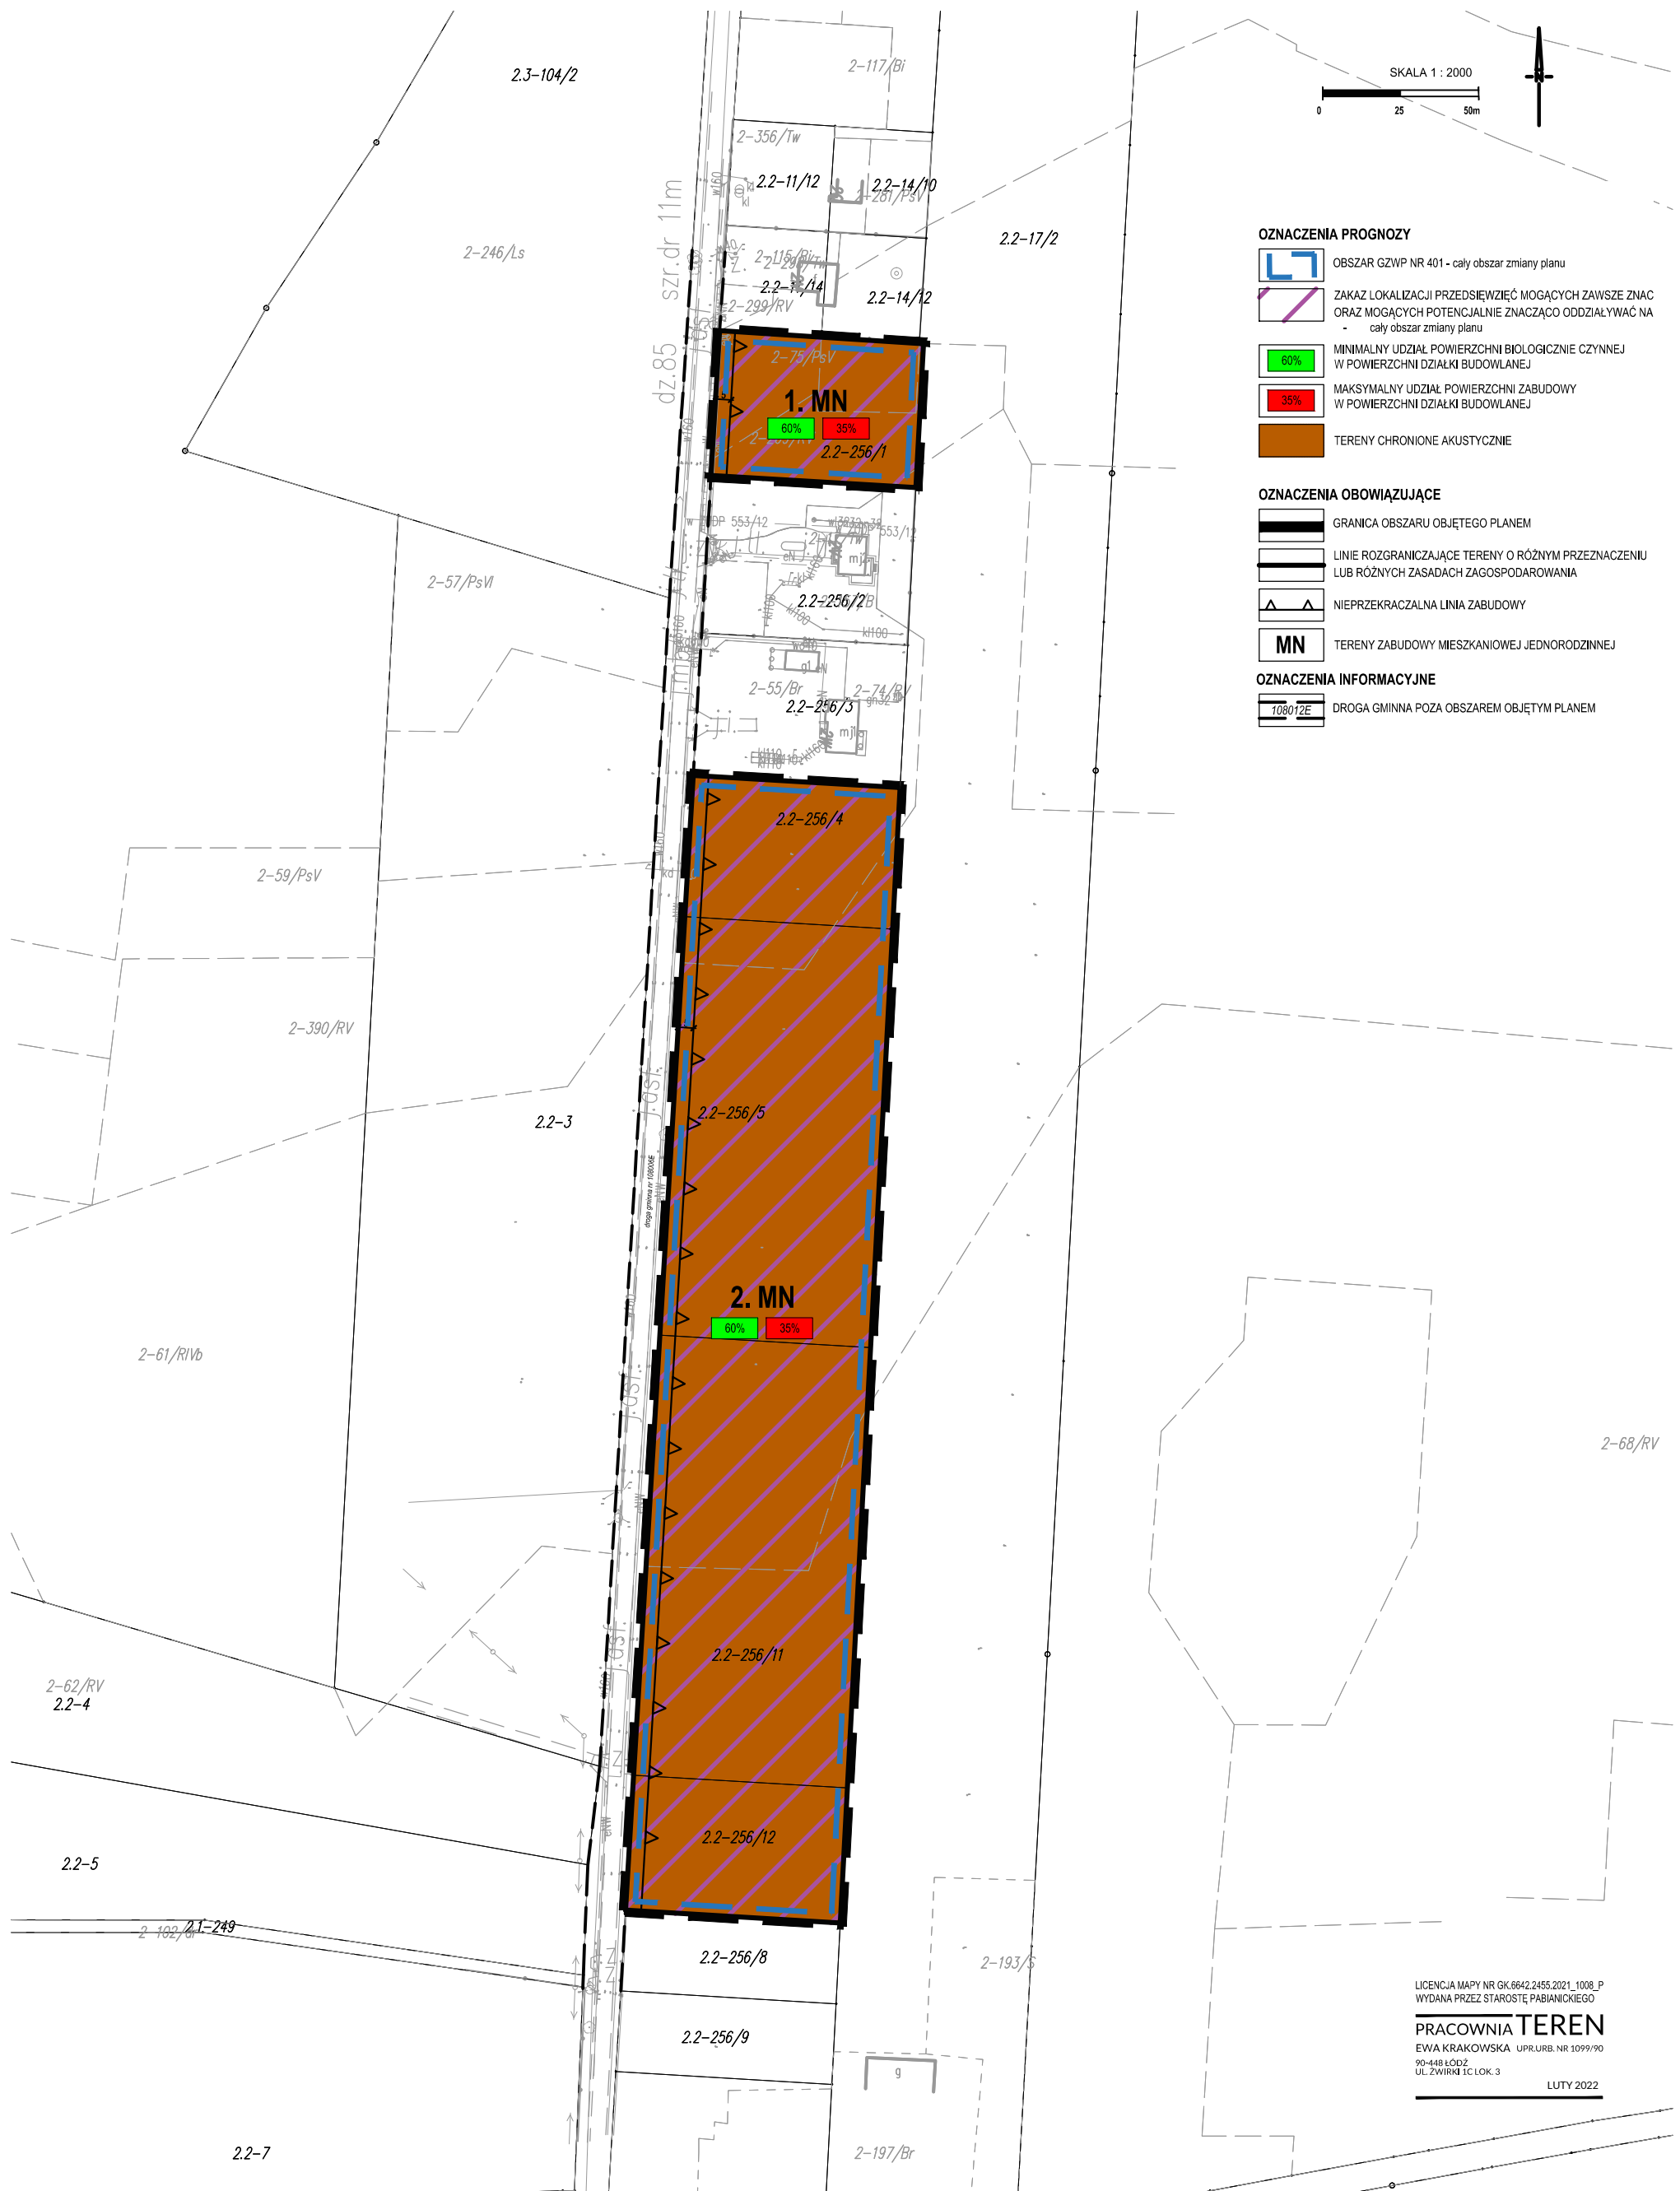 2.3-104/2
2-117/Bi
SKALA 1 : 2000
0 25 50m
N
2-356/Tw
2.2-11/12
2.2-14/10
2-281/PsV
w160
kl
dz.85 szr.dr 11m
2-246/Ls
2.2-17/2
2.2-14/12
2-299/RV
OZNACZENIA PROGNOZY
OBSZAR GZWP NR 401 - cały obszar zmiany planu
ZAKAZ LOKALIZACJI PRZEDSIĘWZIĘĆ MOGĄCYCH ZAWSZE ZNAC
ORAZ MOGĄCYCH POTENCJALNIE ZNACZĄCO ODDZIAŁYWAĆ NA
- cały obszar zmiany planu
60% MINIMALNY UDZIAŁ POWIERZCHNI BIOLOGICZNIE CZYNNEJ
W POWIERZCHNI DZIAŁKI BUDOWLANEJ
35% MAKSYMALNY UDZIAŁ POWIERZCHNI ZABUDOWY
W POWIERZCHNI DZIAŁKI BUDOWLANEJ
TERENY CHRONIONE AKUSTYCZNIE
2-75/PsV
1. MN
60% 35%
2.2-256/1
OZNACZENIA OBOWIĄZUJĄCE
GRANICA OBSZARU OBJĘTEGO PLANEM
LINIE ROZGRANICZAJĄCE TERENY O RÓŻNYM PRZEZNACZENIU
LUB RÓŻNYCH ZASADACH ZAGOSPODAROWANIA
NIEPRZEKRACZALNA LINIA ZABUDOWY
MN TERENY ZABUDOWY MIESZKANIOWEJ JEDNORODZINNEJ
OZNACZENIA INFORMACYJNE
108012E DROGA GMINNA POZA OBSZAREM OBJĘTYM PLANEM
2-57/PsVI
2.2-256/2
kl100
2-55/Br
2-74/RV
2.2-256/3
2.2-256/4
2-59/PsV
kd
2-390/RV
2.2-3
2.2-256/5
droga gminna nr 108006E
2. MN
60% 35%
2-61/RIVb
2-68/RV
2.2-256/11
2-62/RV
2.2-4
2.2-256/12
eNW
2.2-5
2.1-249
2.2-256/8
2-193/S
2.2-256/9
g
2.2-7
2-197/Br
LICENCJA MAPY NR GK.6642.2455.2021_1008_P
WYDANA PRZEZ STAROSTĘ PABIANICKIEGO
PRACOWNIA TEREN
EWA KRAKOWSKA UPR.URB. NR 1099/90
90-448 ŁÓDŹ
UL. ŻWIRKI 1C LOK. 3
LUTY 2022